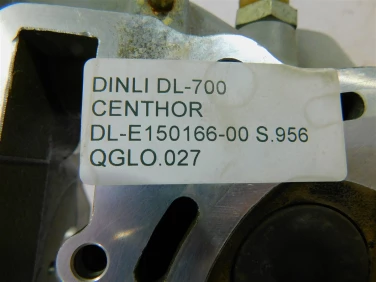 DINLI DL-700
CENTHOR
DL-E150166-00 S.956
QGLO.027